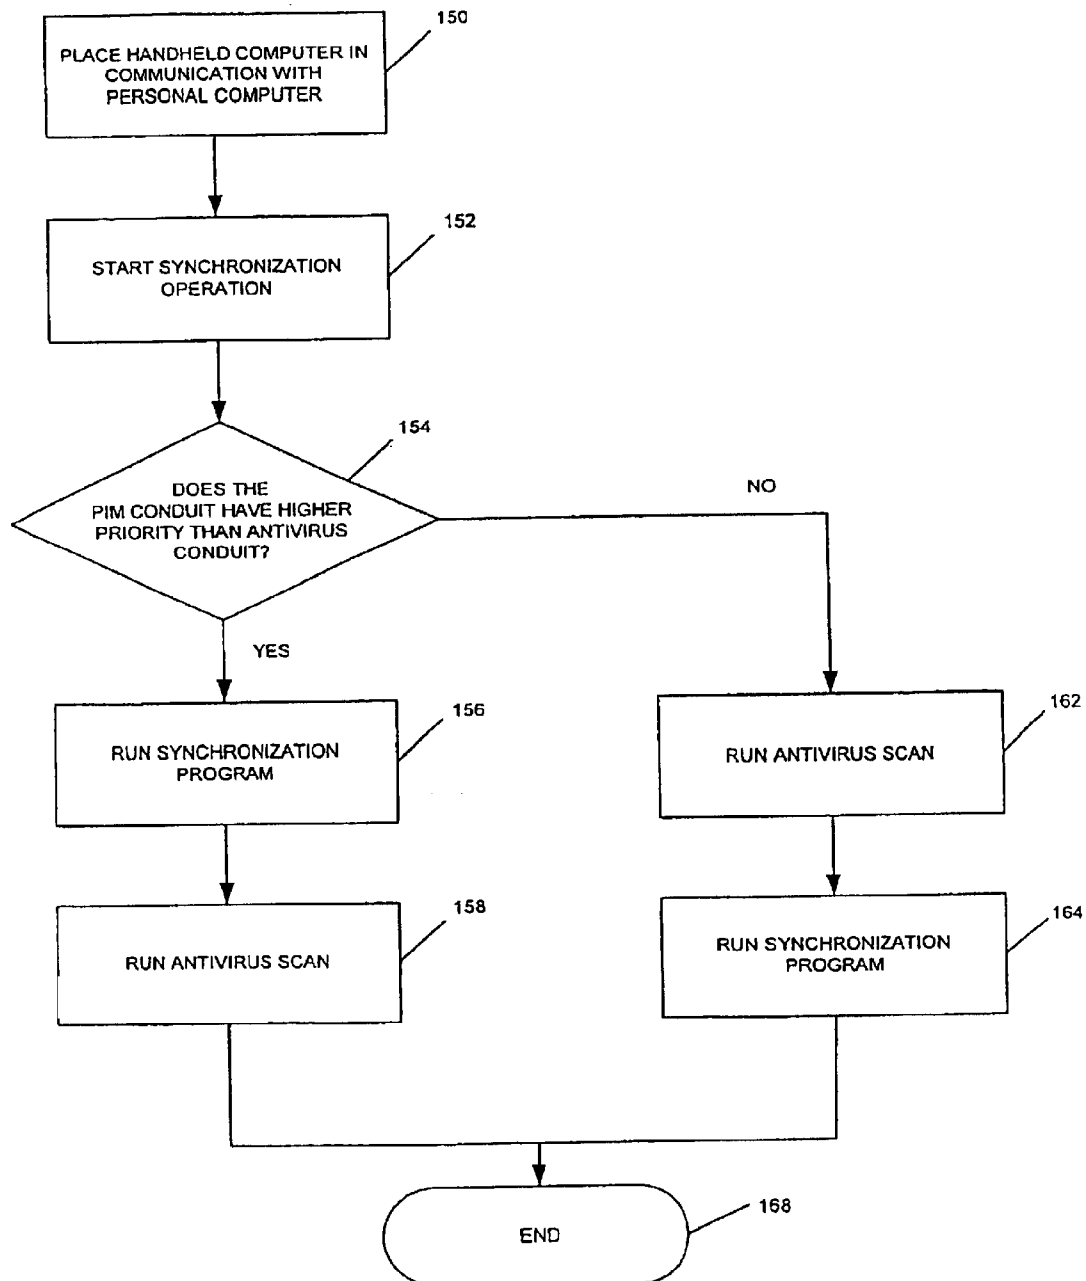 150
PLACE HANDHELD COMPUTER IN
COMMUNICATION WITH
PERSONAL COMPUTER
152
START SYNCHRONIZATION
OPERATION
154
DOES THE
PIM CONDUIT HAVE HIGHER
PRIORITY THAN ANTIVIRUS
CONDUIT?
NO
YES
156
RUN SYNCHRONIZATION
PROGRAM
162
RUN ANTIVIRUS SCAN
158
RUN ANTIVIRUS SCAN
164
RUN SYNCHRONIZATION
PROGRAM
END
168